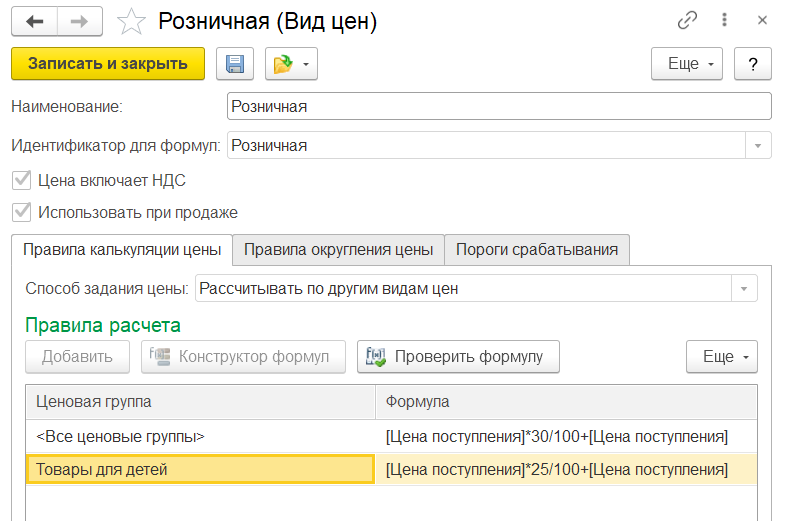 Розничная (Вид цен)
Записать и закрыть
Еще
?
Наименование:
Розничная
Идентификатор для формул:
Розничная
Цена включает НДС
Использовать при продаже
Правила калькуляции цены
Правила округления цены
Пороги срабатывания
Способ задания цены:
Рассчитывать по другим видам цен
Правила расчета
Добавить
Конструктор формул
Проверить формулу
Еще
Ценовая группа
Формула
<Все ценовые группы>
[Цена поступления]*30/100+[Цена поступления]
Товары для детей
[Цена поступления]*25/100+[Цена поступления]